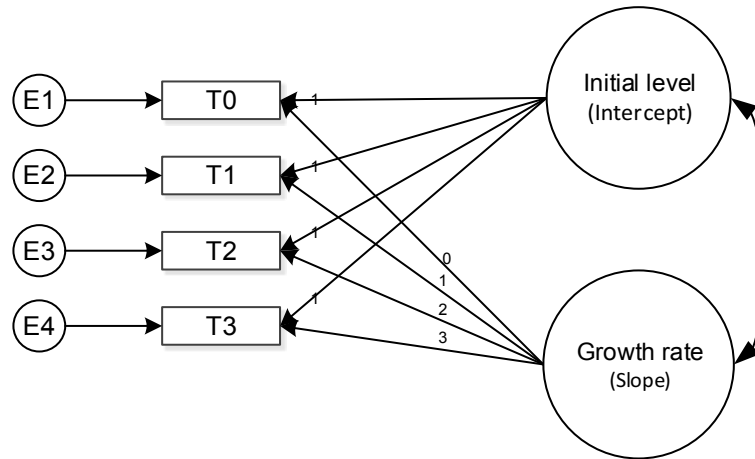 E1
T0
1
Initial level
(Intercept)
E2
T1
1
E3
T2
1
0
1
2
3
E4
T3
1
Growth rate
(Slope)